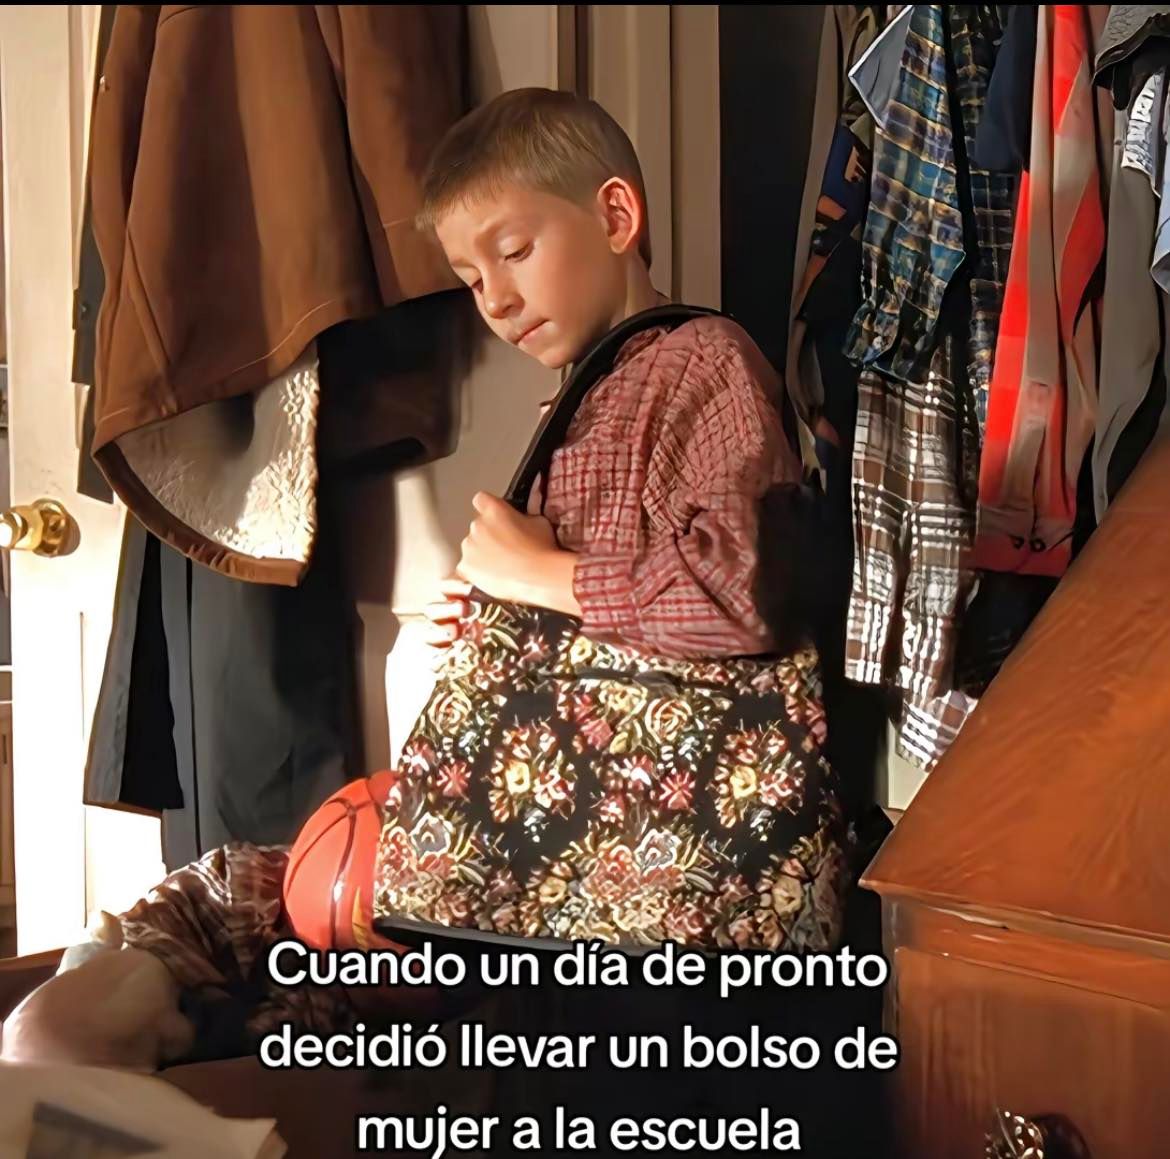 Cuando un día de pronto
decidió llevar un bolso de
mujer a la escuela